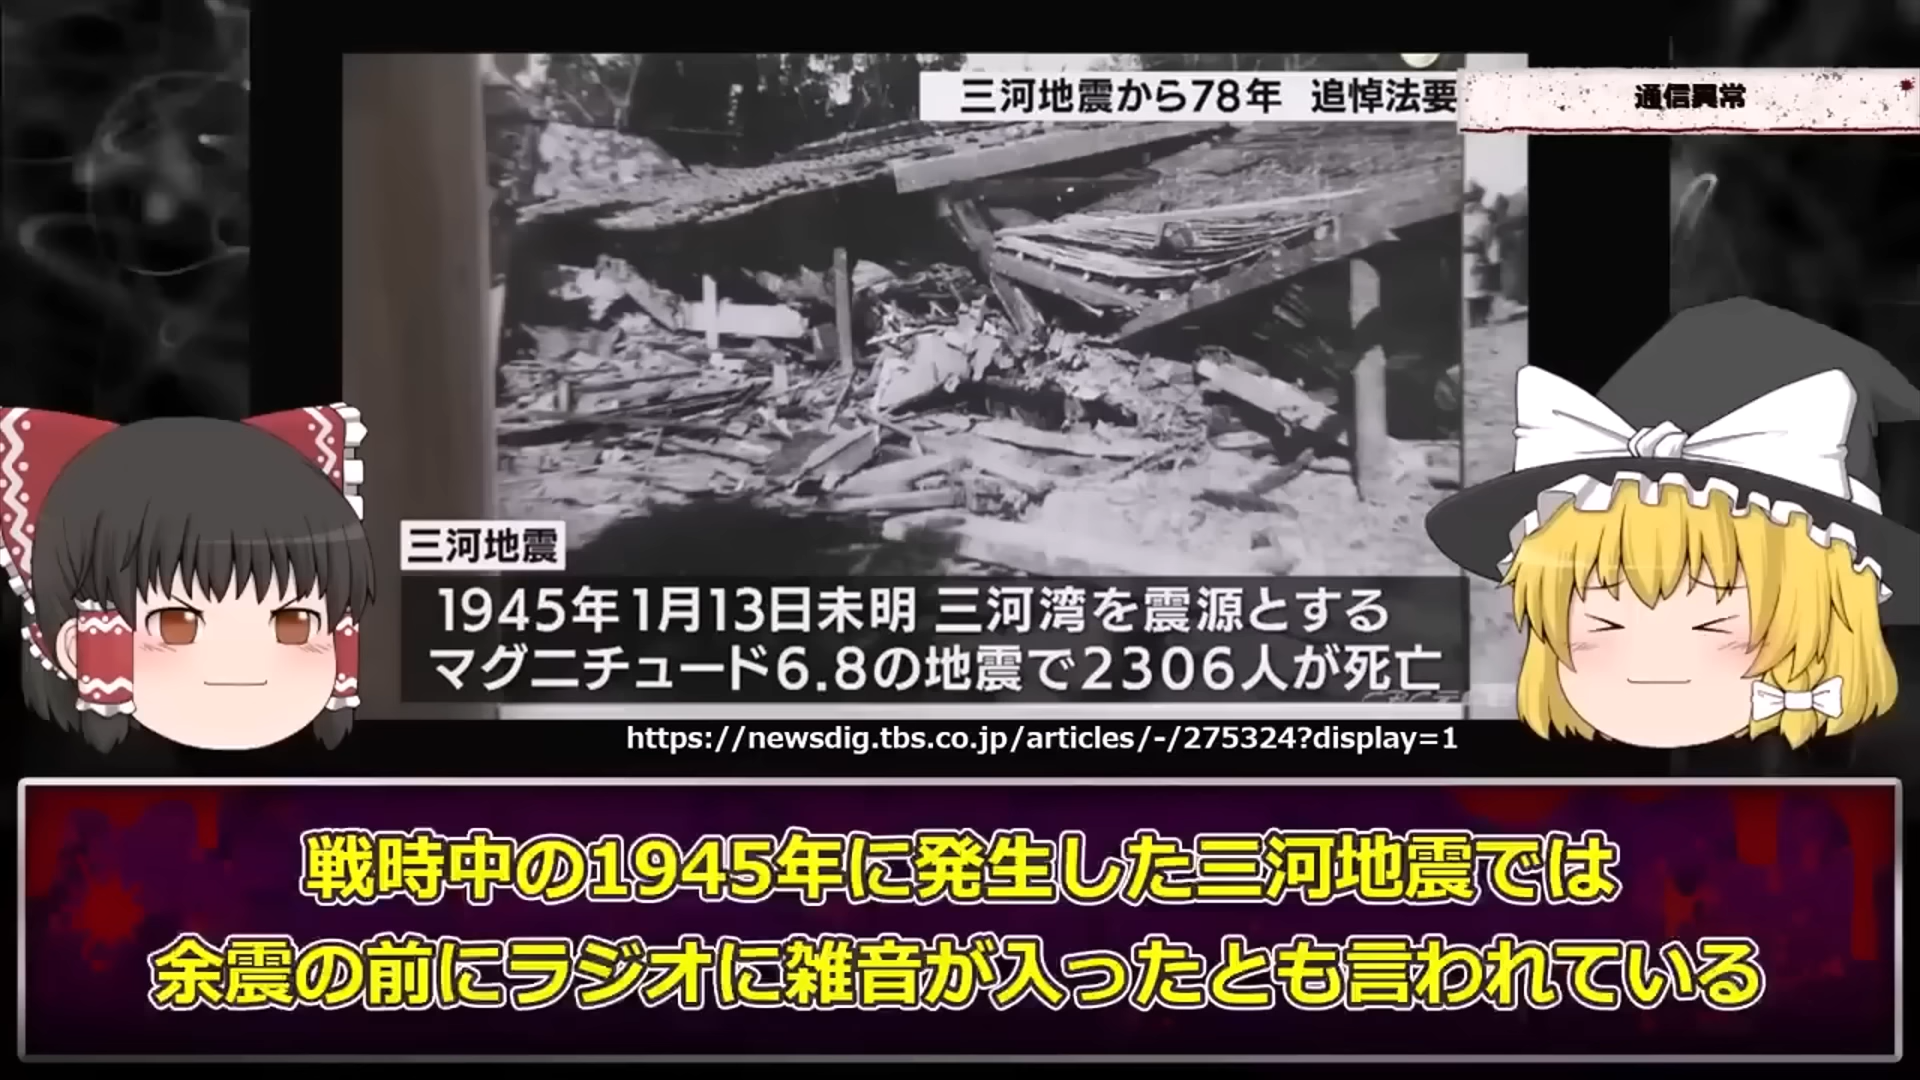 三河地震から78年 追悼法要
通信異常
三河地震
1945年1月13日未明 三河湾を震源とする
マグニチュード6.8の地震で2306人が死亡
https://newsdig.tbs.co.jp/articles/-/275324?display=1
戦時中の1945年に発生した三河地震では
余震の前にラジオに雑音が入ったとも言われている